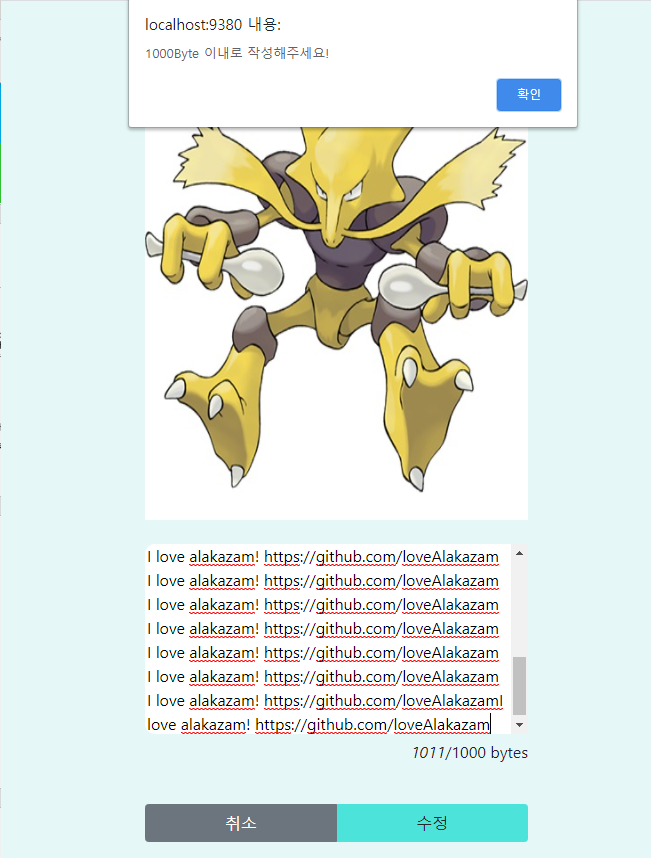 localhost:9380 내용:
1000Byte 이내로 작성해주세요!
확인
I love alakazam! https://github.com/loveAlakazam
I love alakazam! https://github.com/loveAlakazam
I love alakazam! https://github.com/loveAlakazam
I love alakazam! https://github.com/loveAlakazam
I love alakazam! https://github.com/loveAlakazam
I love alakazam! https://github.com/loveAlakazam
I love alakazam! https://github.com/loveAlakazamI
love alakazam! https://github.com/loveAlakazam
1011/1000 bytes
취소
수정